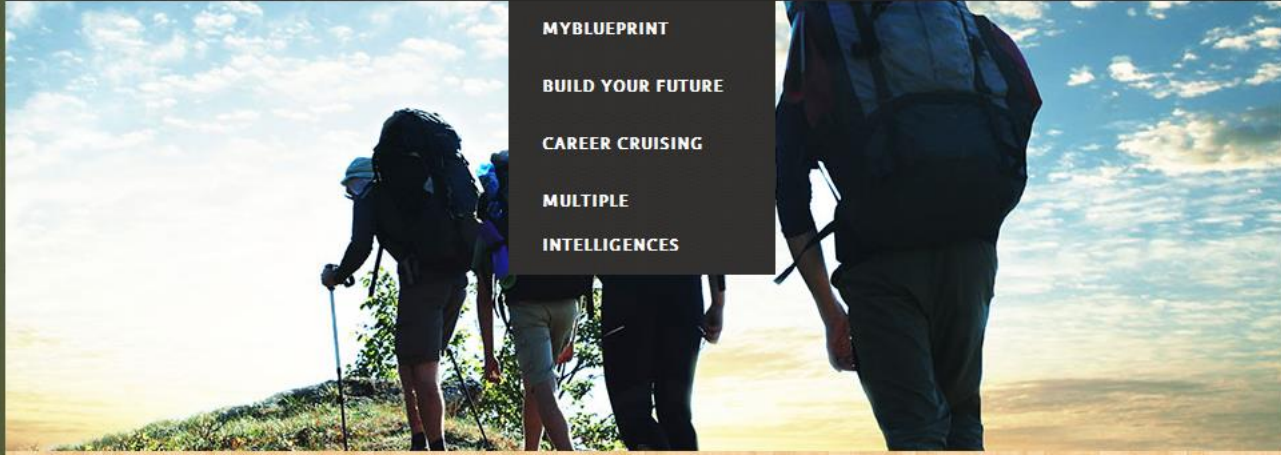 MYBLUEPRINT
BUILD YOUR FUTURE
CAREER CRUISING
MULTIPLE
INTELLIGENCES